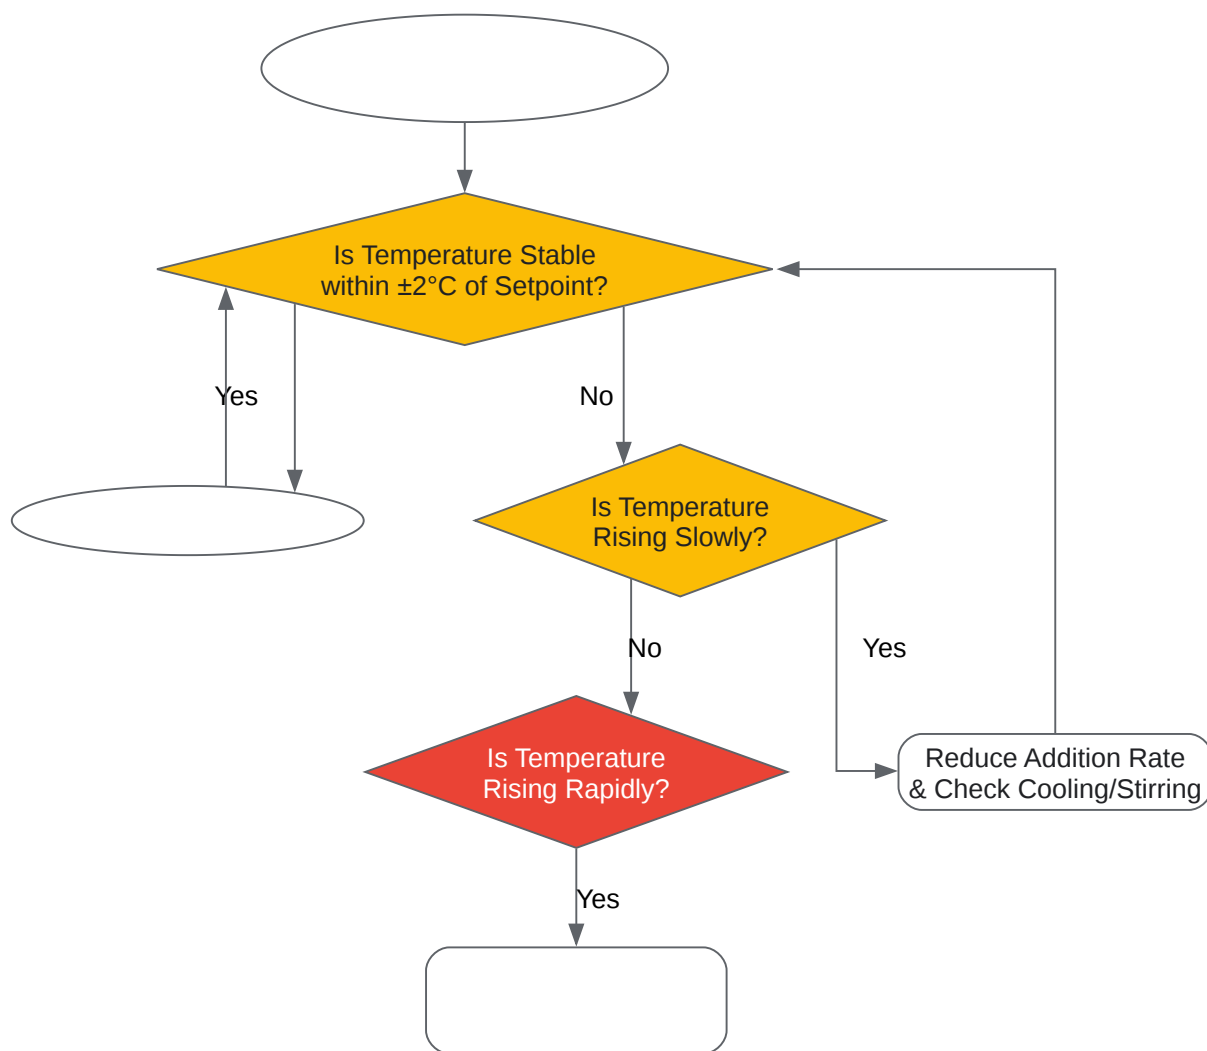 Is Temperature Stable
within ±2°C of Setpoint?
Yes
No
Is Temperature
Rising Slowly?
No
Yes
Is Temperature
Rising Rapidly?
Reduce Addition Rate
& Check Cooling/Stirring
Yes